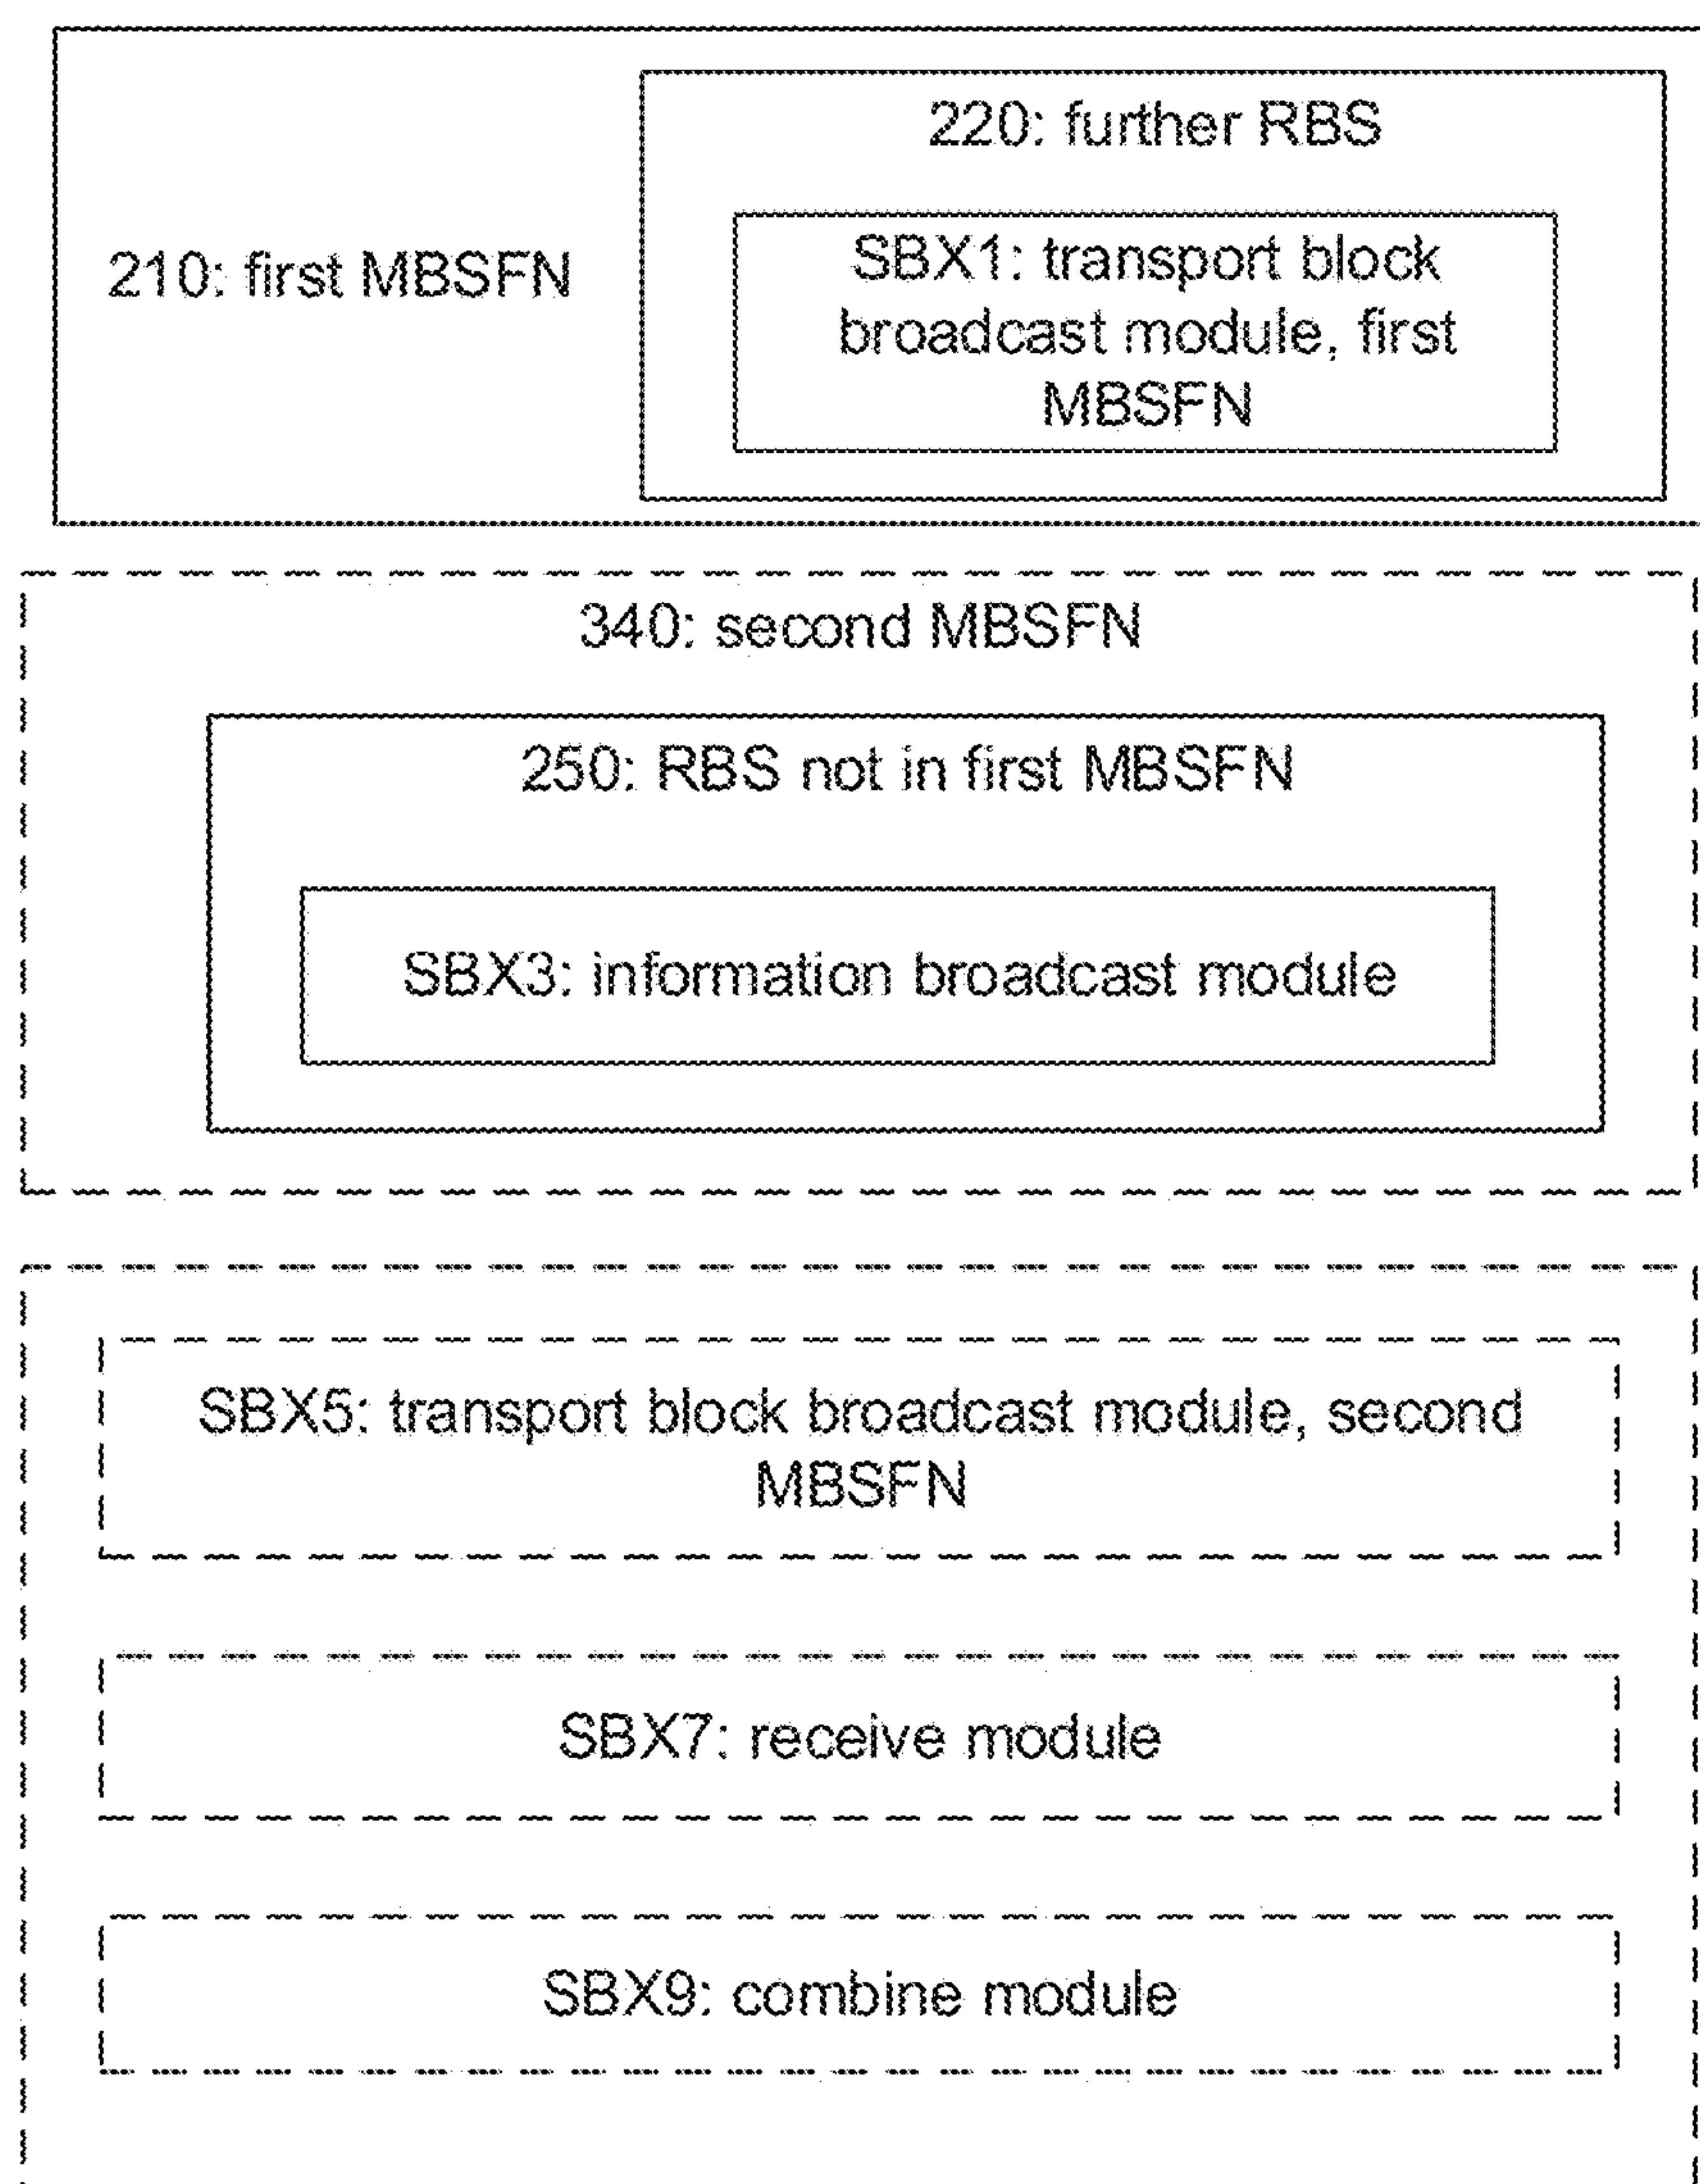 220: further RBS
210: first MBSFN
SBX1: transport block
broadcast module, first
MBSFN
340: second MBSFN
250: RBS not in first MBSFN
SBX3: information broadcast module
SBX5: transport block broadcast module, second
MBSFN
SBX7: receive module
SBX9: combine module